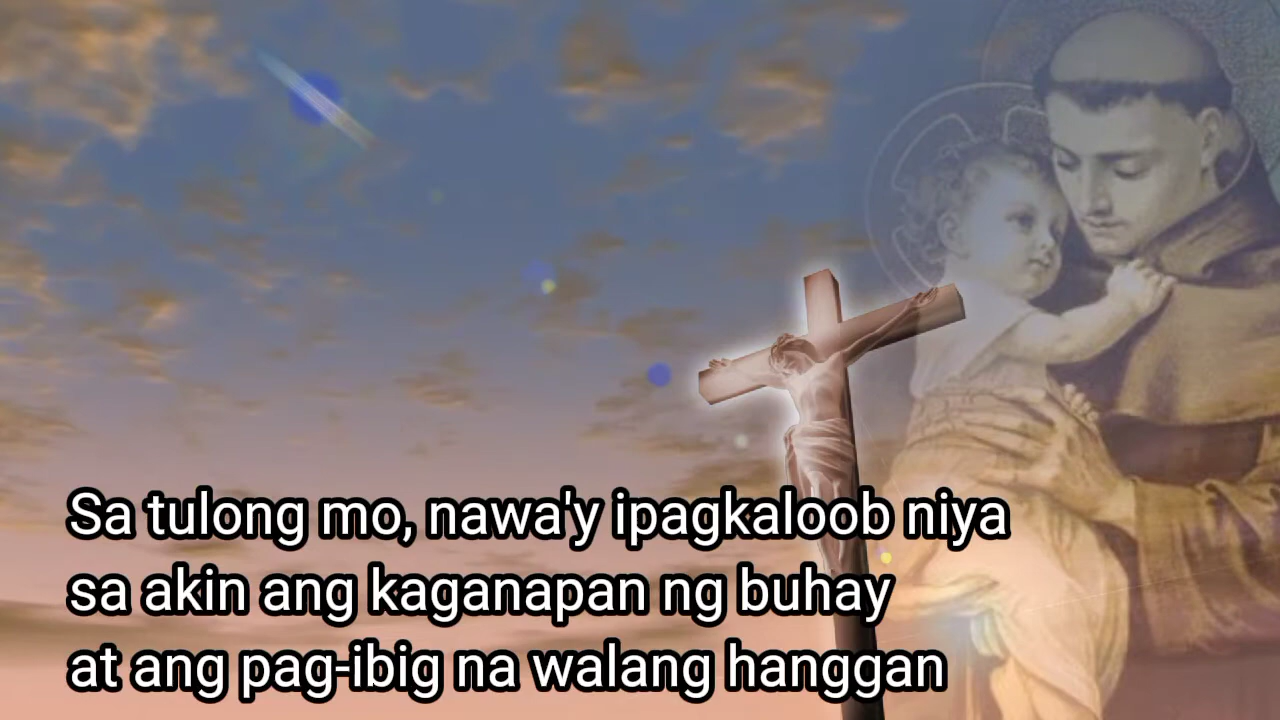 Sa tulong mo, nawa'y ipagkaloob niya
sa akin ang kaganapan ng buhay
at ang pag-ibig na walang hanggan